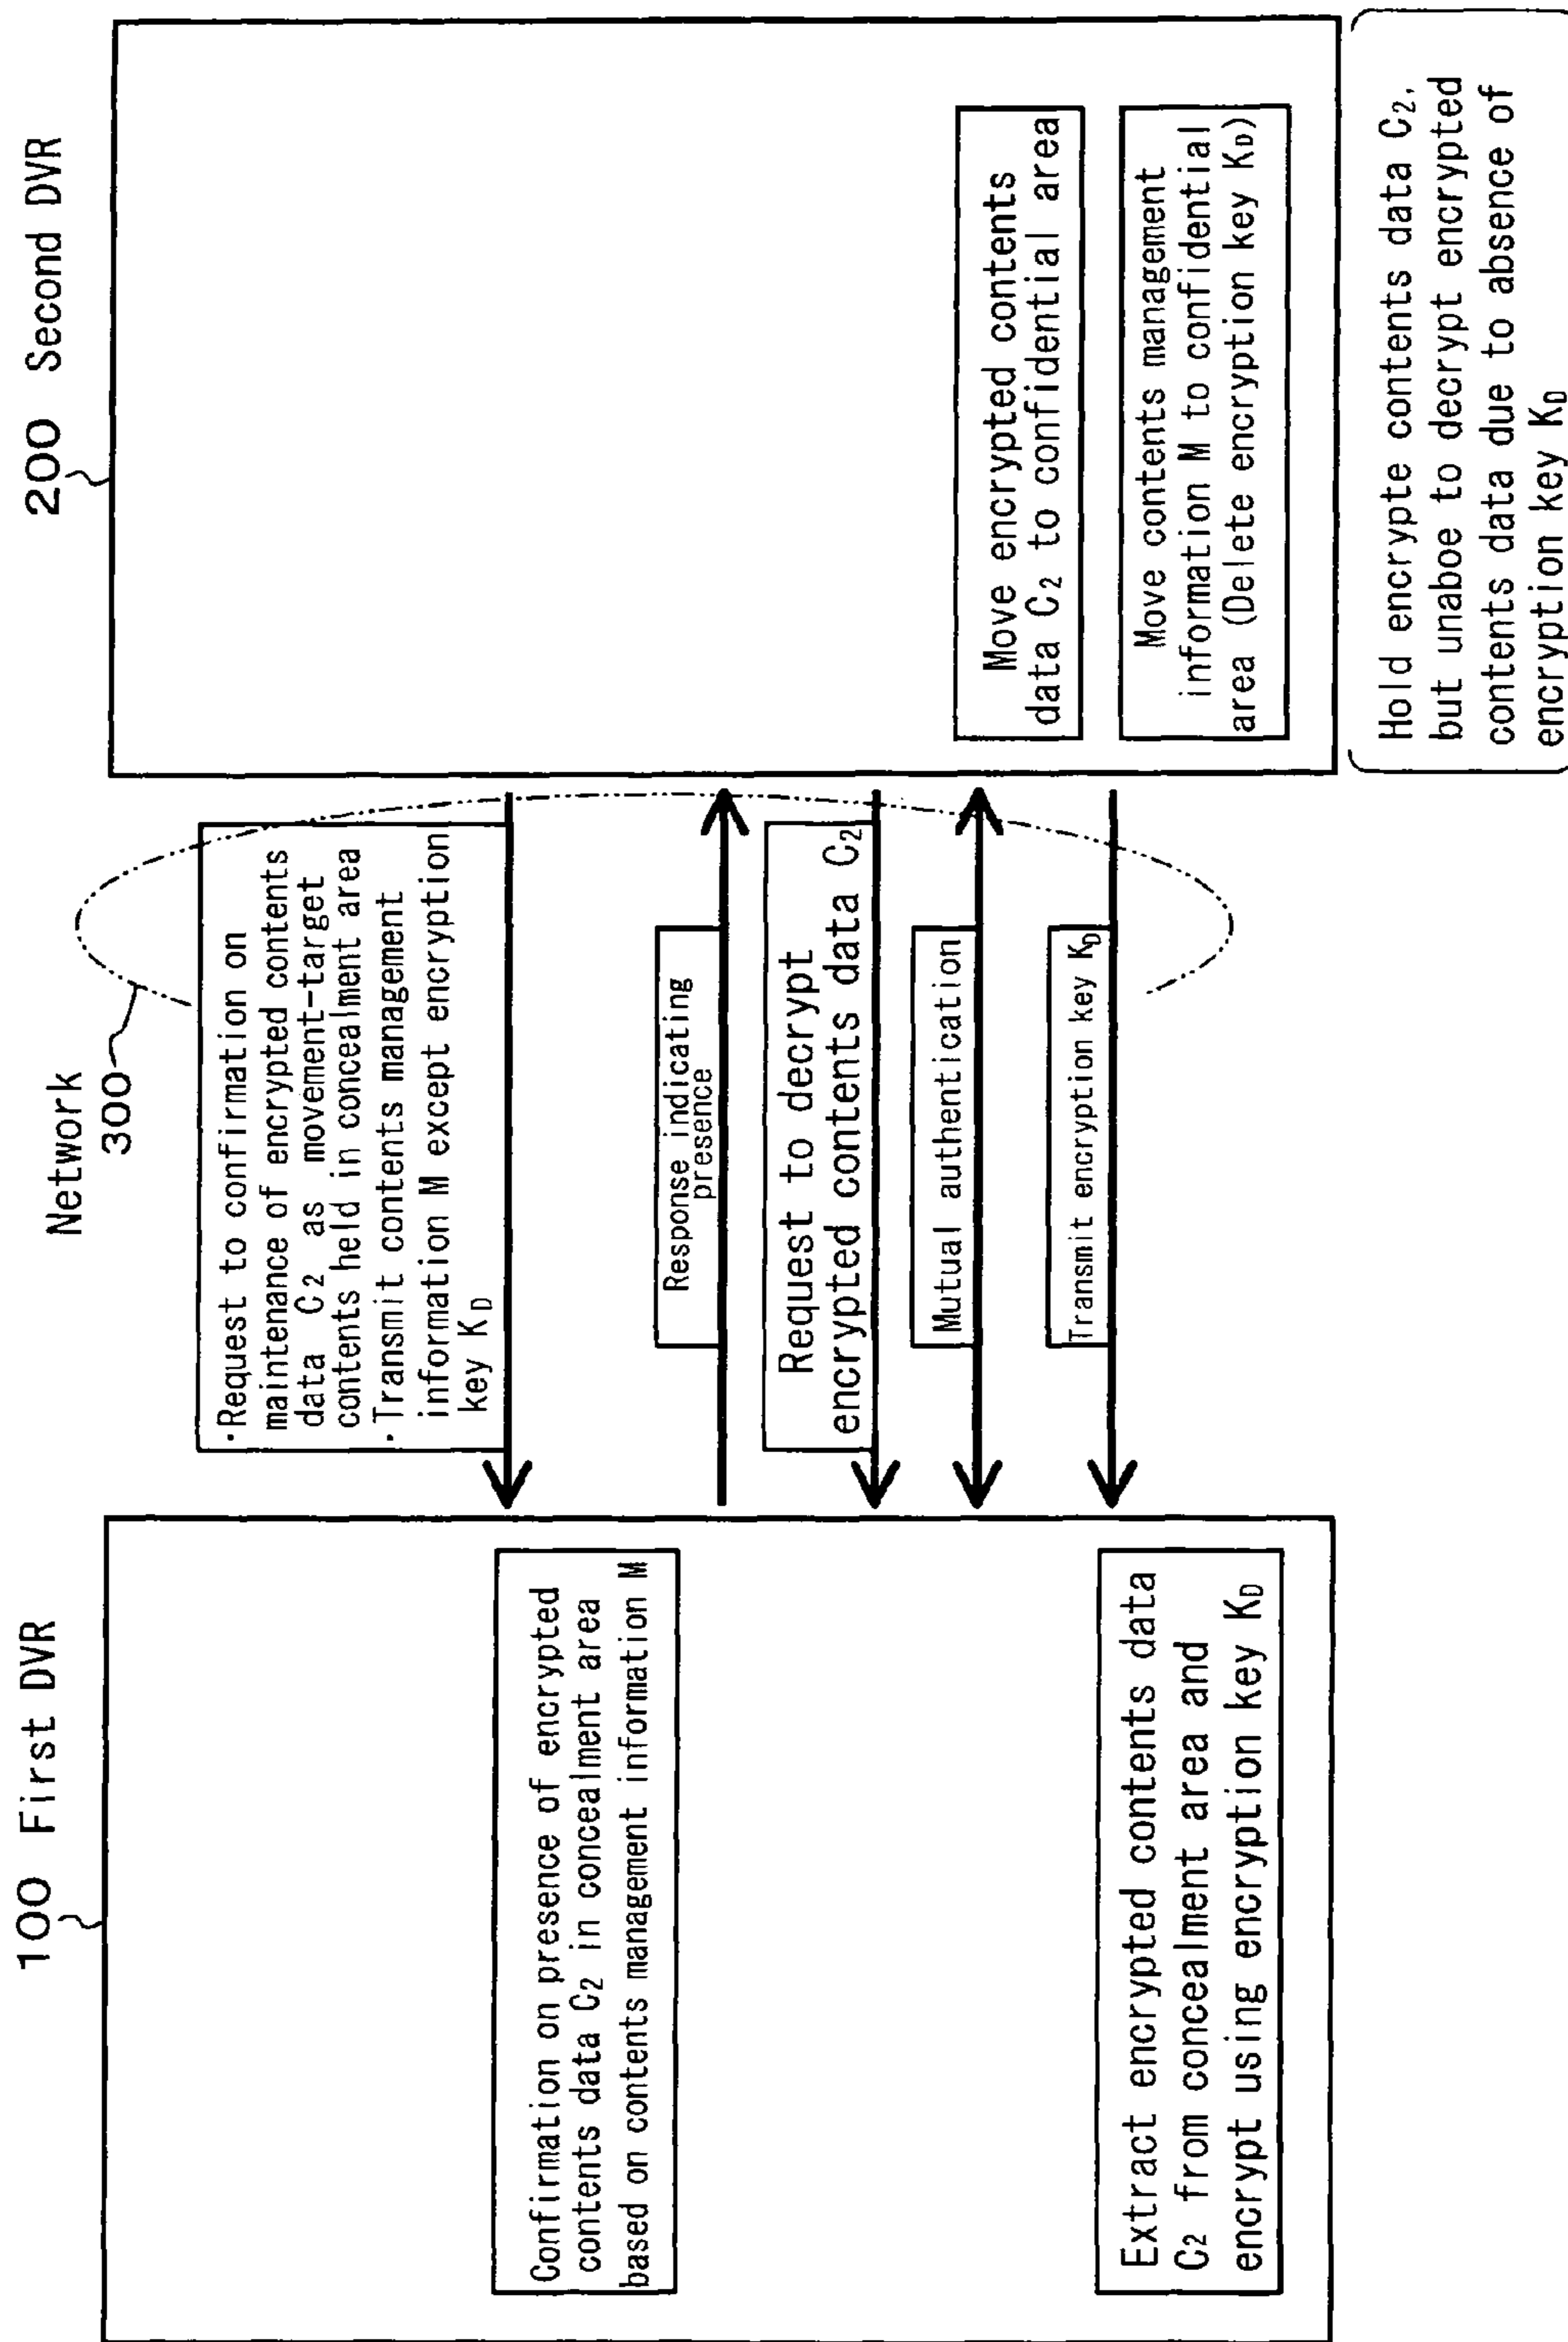 100 First DVR
Network
300
200 Second DVR
·Request to confirmation on
maintenance of encrypted contents
data C2 as movement-target
contents held in concealment area
·Transmit contents management
information M except encryption
key KD
Confirmation on presence of encrypted
contents data C2 in concealment area
based on contents management information M
Response indicating
presence
Request to decrypt
encrypted contents data C2
Mutual authentication
Move encrypted contents
data C2 to confidential area
Transmit encryption key KD
Extract encrypted contents data
C2 from concealment area and
encrypt using encryption key KD
Move contents management
information M to confidential
area (Delete encryption key KD)
Hold encrypte contents data C2,
but unaboe to decrypt encrypted
contents data due to absence of
encryption key KD